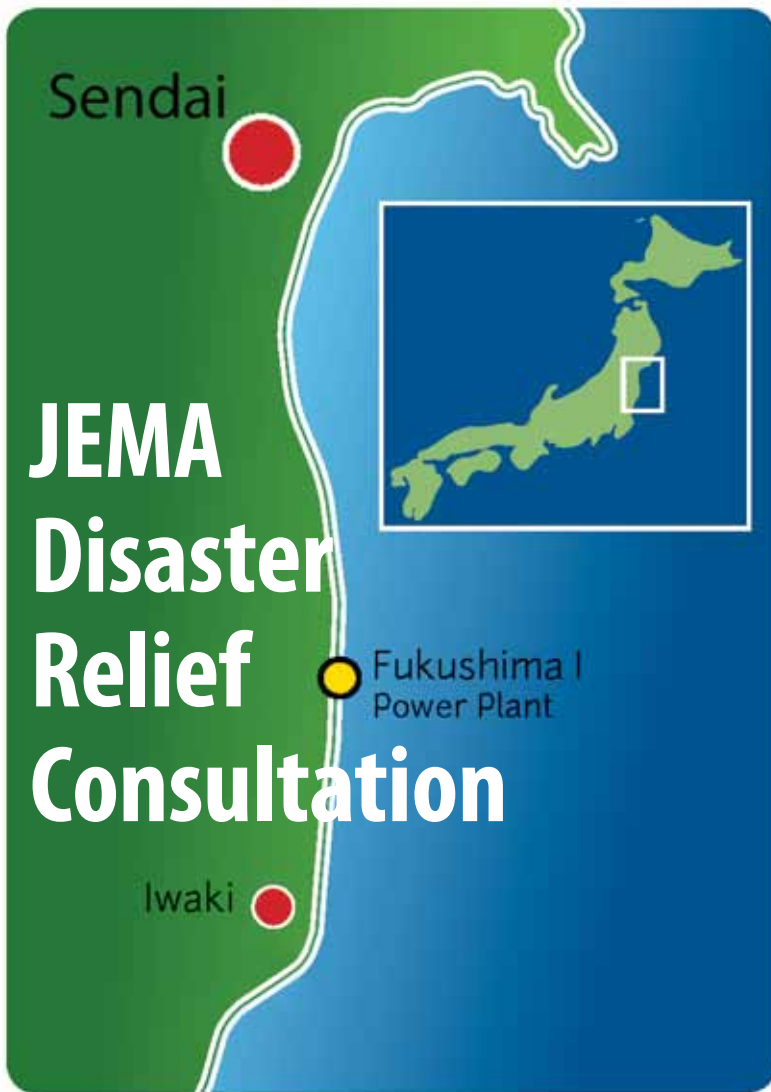 Sendai
JEMA
Disaster
Relief
Consultation
Fukushima I
Power Plant
Iwaki